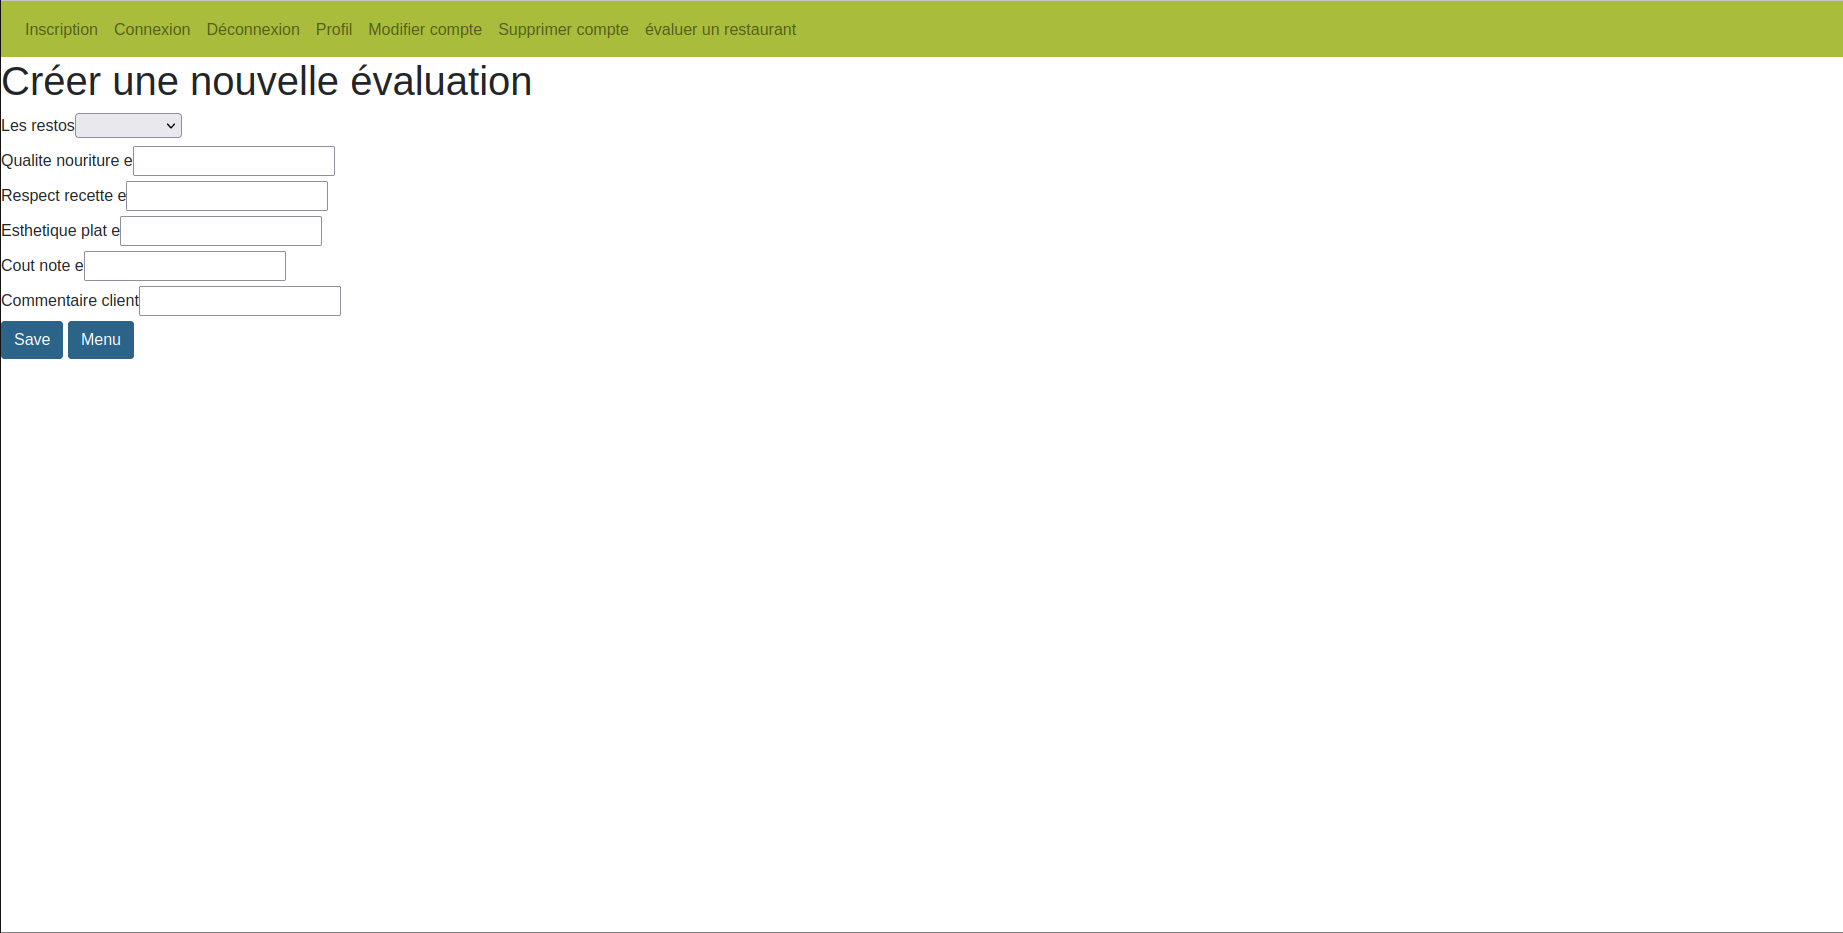 Inscription Connexion Déconnexion Profil Modifier compte Supprimer compte évaluer un restaurant
Créer une nouvelle évaluation
Les restos
Qualite nouriture e
Respect recette e
Esthetique plat e
Cout note e
Commentaire client
Save Menu